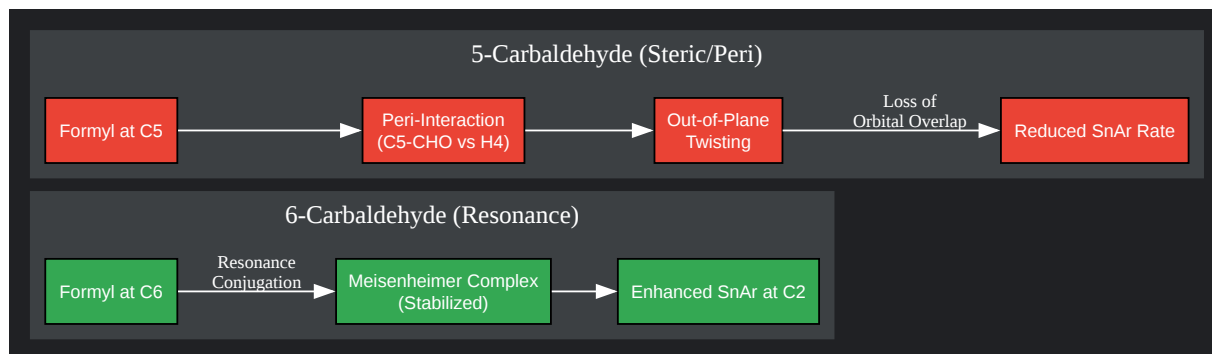 5-Carbaldehyde (Steric/Peri)
Formyl at C5
Peri-Interaction
(C5-CHO vs H4)
Out-of-Plane
Twisting
Loss of
Orbital Overlap
Reduced SnAr Rate
6-Carbaldehyde (Resonance)
Formyl at C6
Resonance
Conjugation
Meisenheimer Complex
(Stabilized)
Enhanced SnAr at C2